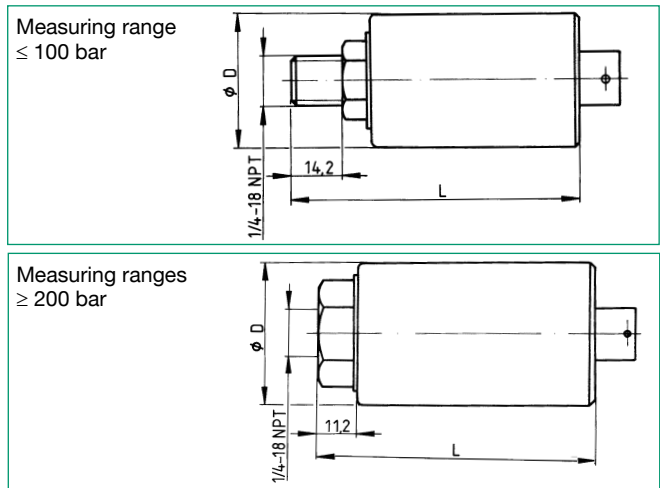 Measuring range
≤ 100 bar
ϕ D
1/4-18 NPT
14,2
L
Measuring ranges
≥ 200 bar
ϕ D
1/4-18 NPT
11,2
L